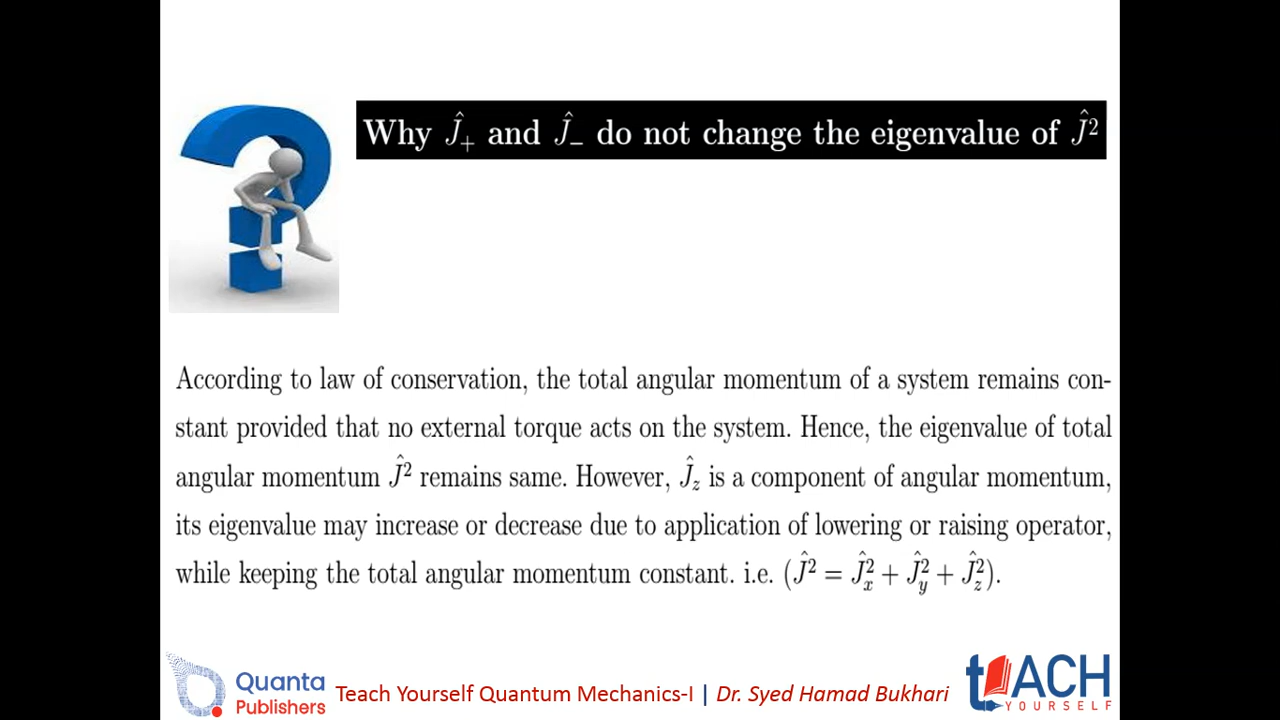 Why Ĵ₊ and Ĵ₋ do not change the eigenvalue of Ĵ²
According to law of conservation, the total angular momentum of a system remains con-
stant provided that no external torque acts on the system. Hence, the eigenvalue of total
angular momentum Ĵ² remains same. However, Ĵz is a component of angular momentum,
its eigenvalue may increase or decrease due to application of lowering or raising operator,
while keeping the total angular momentum constant. i.e. (Ĵ² = Ĵ²x + Ĵ²y + Ĵ²z).
Quanta
Publishers
Teach Yourself Quantum Mechanics-I | Dr. Syed Hamad Bukhari
tEACH
YOURSELF